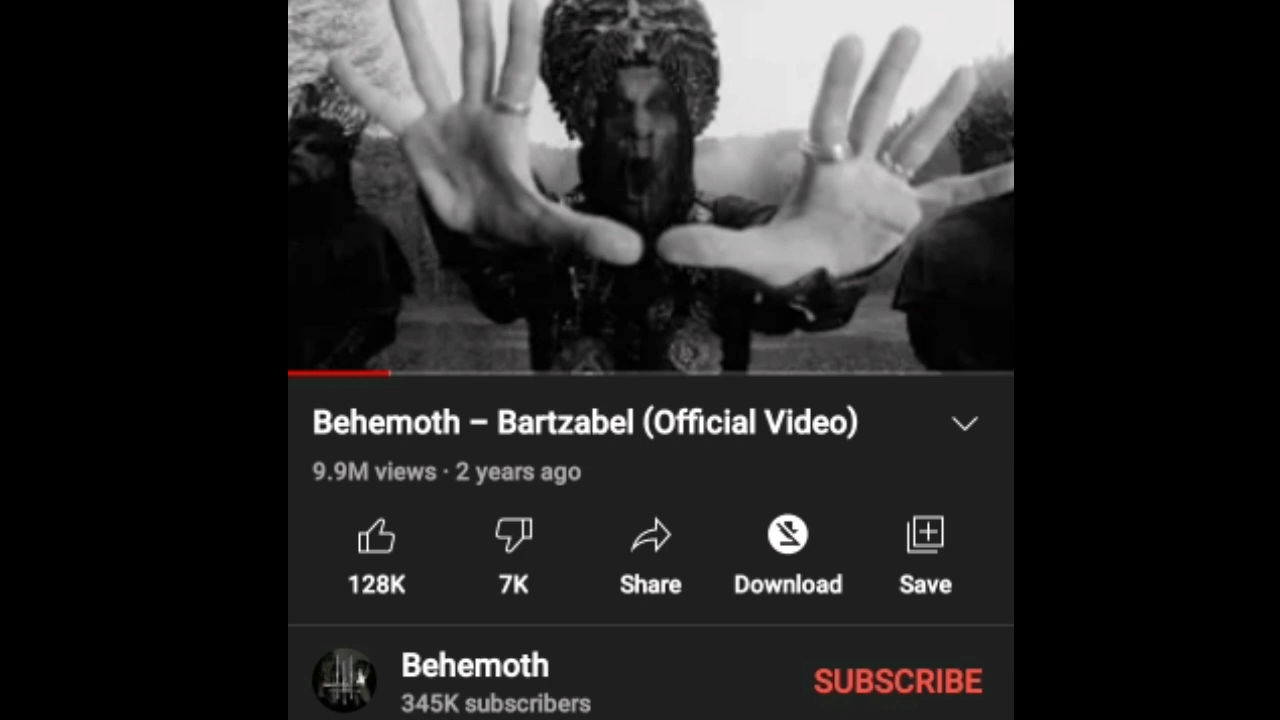 Behemoth – Bartzabel (Official Video)
9.9M views · 2 years ago
128K 7K Share Download Save
Behemoth
345K subscribers
SUBSCRIBE